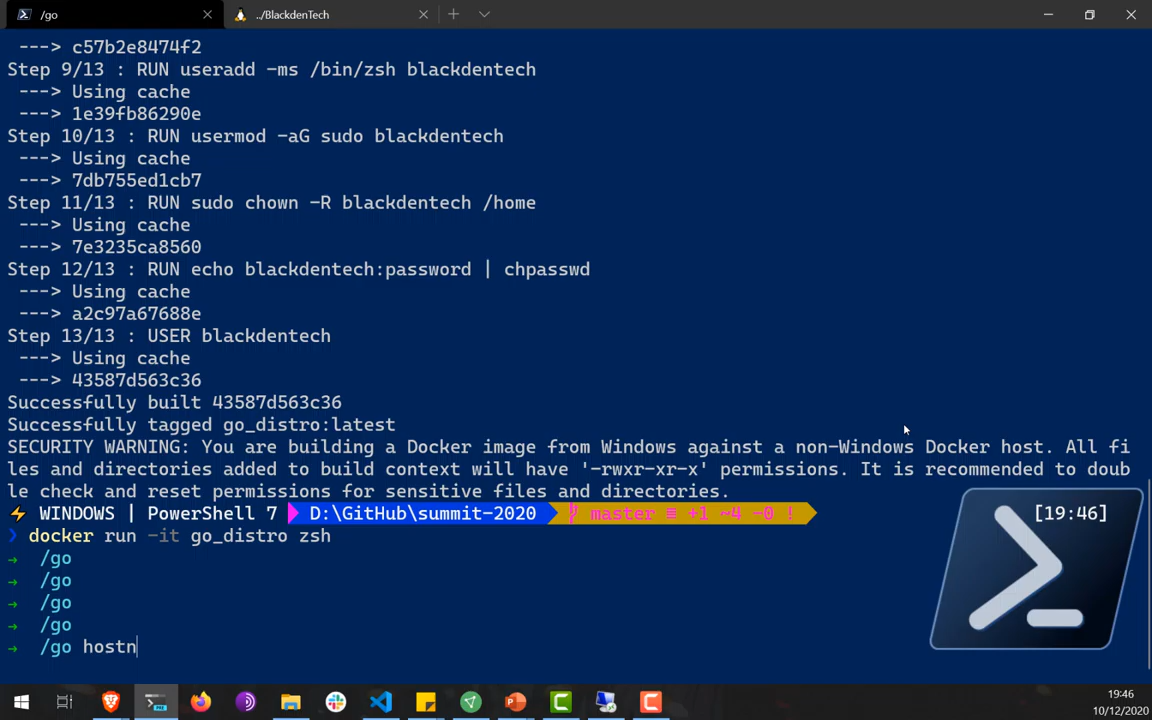 /go
../BlackdenTech
---> c57b2e8474f2
Step 9/13 : RUN useradd -ms /bin/zsh blackdentech
---> Using cache
---> 1e39fb86290e
Step 10/13 : RUN usermod -aG sudo blackdentech
---> Using cache
---> 7db755ed1cb7
Step 11/13 : RUN sudo chown -R blackdentech /home
---> Using cache
---> 7e3235ca8560
Step 12/13 : RUN echo blackdentech:password | chpasswd
---> Using cache
---> a2c97a67688e
Step 13/13 : USER blackdentech
---> Using cache
---> 43587d563c36
Successfully built 43587d563c36
Successfully tagged go_distro:latest
SECURITY WARNING: You are building a Docker image from Windows against a non-Windows Docker host. All fi
les and directories added to build context will have '-rwxr-xr-x' permissions. It is recommended to doub
le check and reset permissions for sensitive files and directories.
⚡ WINDOWS | PowerShell 7 D:\GitHub\summit-2020 master ≡ +1 ~4 -0 ! [19:46]
❯ docker run -it go_distro zsh
→ /go
→ /go
→ /go
→ /go
→ /go hostn
19:46
10/12/2020